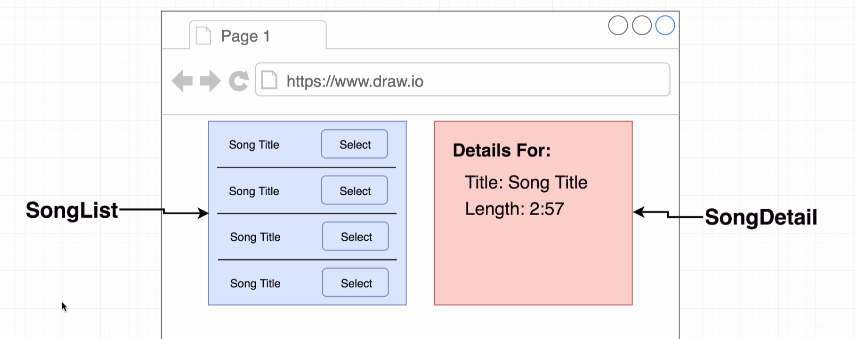 Page 1
https://www.draw.io
Song Title Select
Song Title Select
Song Title Select
Song Title Select
Details For:
Title: Song Title
Length: 2:57
SongList
SongDetail